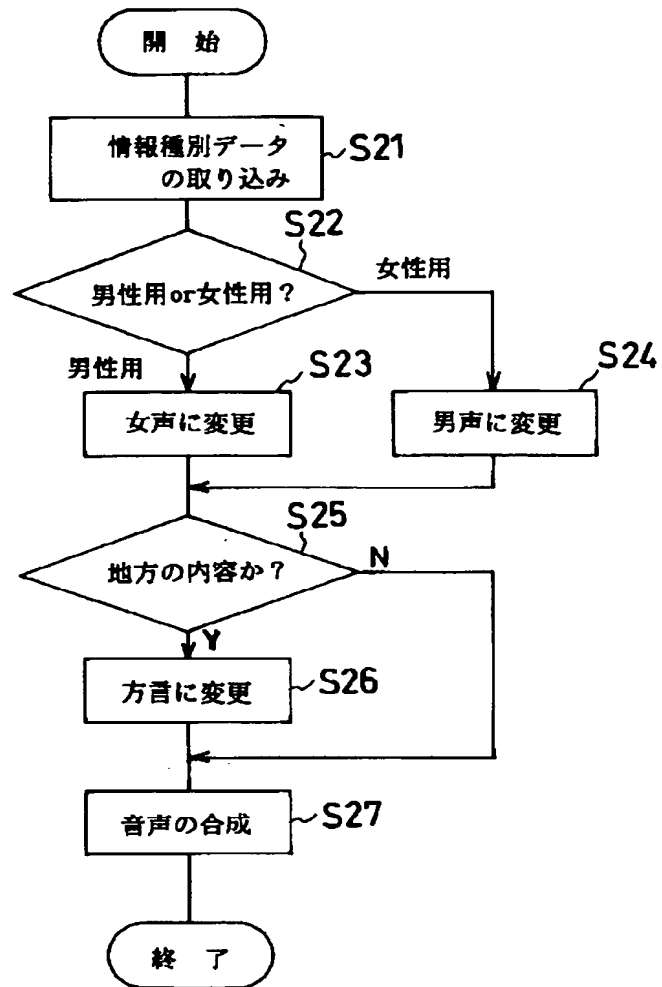 開 始
情報種別データ
の取り込み
S21
S22
男性用or女性用？
女性用
男性用
S23
女声に変更
S24
男声に変更
S25
地方の内容か？
N
Y
方言に変更
S26
音声の合成
S27
終 了